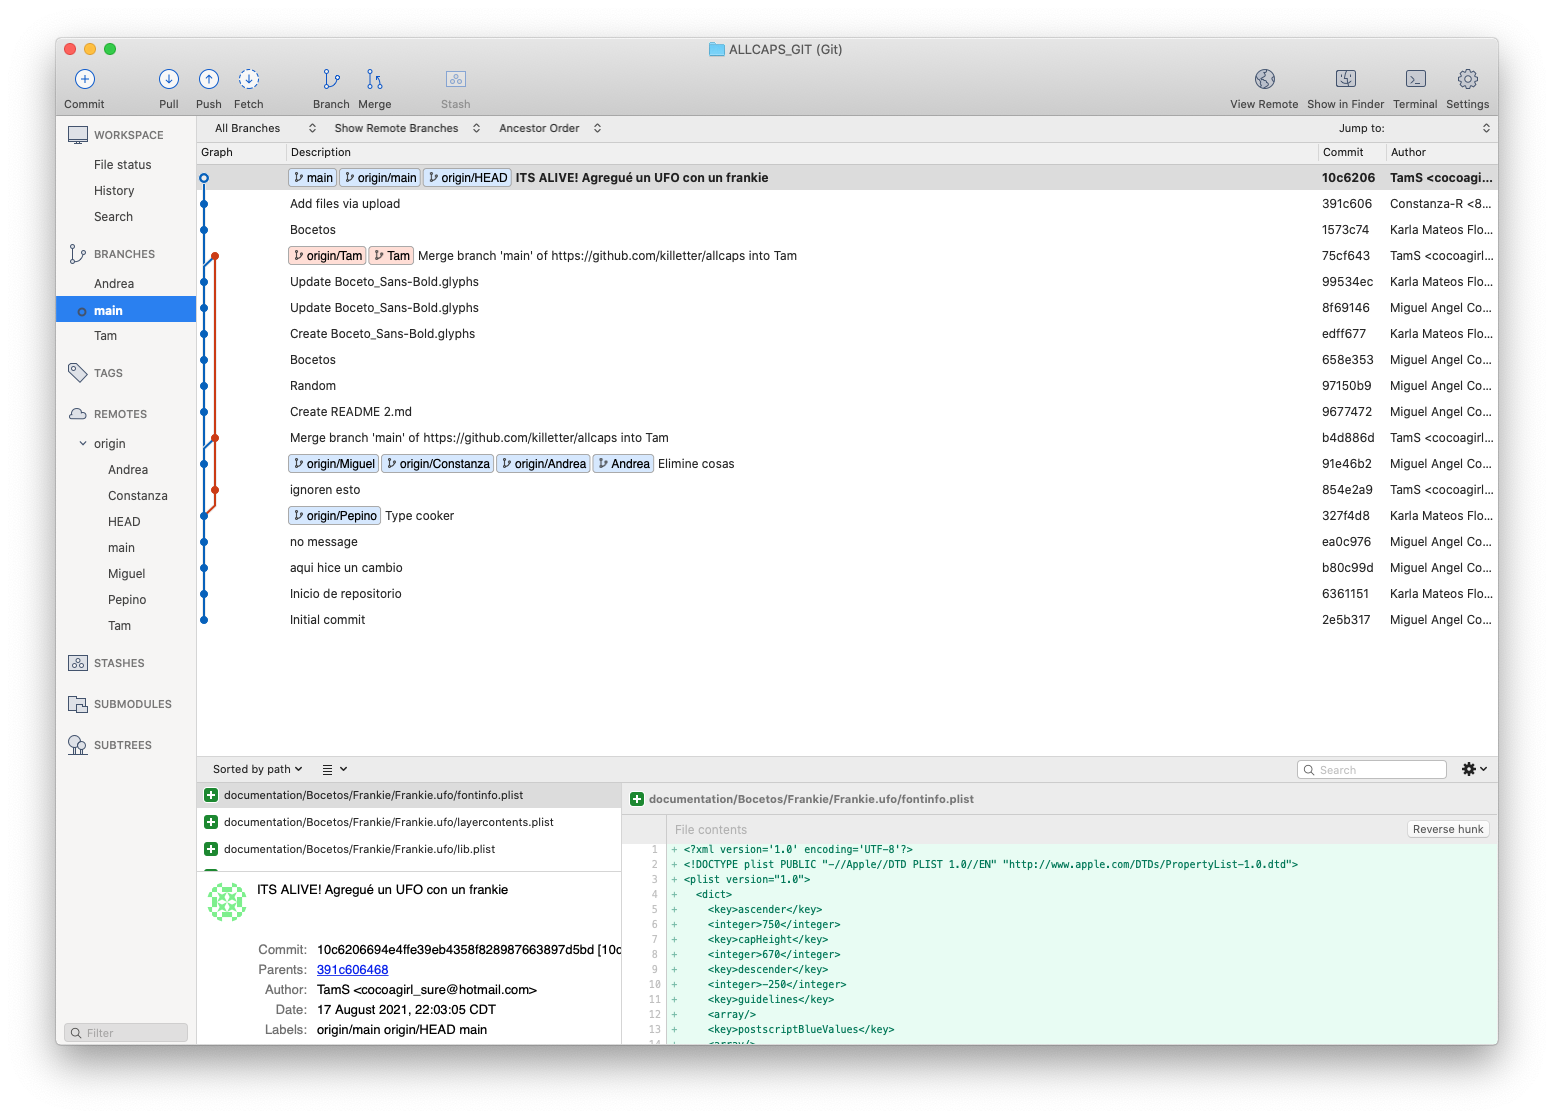 ALLCAPS_GIT (Git)
Commit Pull Push Fetch Branch Merge Stash View Remote Show in Finder Terminal Settings
WORKSPACE
File status
History
Search
BRANCHES
Andrea
main
Tam
TAGS
REMOTES
origin
Andrea
Constanza
HEAD
main
Miguel
Pepino
Tam
STASHES
SUBMODULES
SUBTREES
Filter
All Branches Show Remote Branches Ancestor Order Jump to:
Graph Description Commit Author
main origin/main origin/HEAD ITS ALIVE! Agregué un UFO con un frankie 10c6206 TamS <cocoagi...
Add files via upload 391c606 Constanza-R <8...
Bocetos 1573c74 Karla Mateos Flo...
origin/Tam Tam Merge branch 'main' of https://github.com/killetter/allcaps into Tam 75cf643 TamS <cocoagirl...
Update Boceto_Sans-Bold.glyphs 99534ec Karla Mateos Flo...
Update Boceto_Sans-Bold.glyphs 8f69146 Miguel Angel Co...
Create Boceto_Sans-Bold.glyphs edff677 Karla Mateos Flo...
Bocetos 658e353 Miguel Angel Co...
Random 97150b9 Miguel Angel Co...
Create README 2.md 9677472 Miguel Angel Co...
Merge branch 'main' of https://github.com/killetter/allcaps into Tam b4d886d TamS <cocoagirl...
origin/Miguel origin/Constanza origin/Andrea Andrea Elimine cosas 91e46b2 Miguel Angel Co...
ignoren esto 854e2a9 TamS <cocoagirl...
origin/Pepino Type cooker 327f4d8 Karla Mateos Flo...
no message ea0c976 Miguel Angel Co...
aqui hice un cambio b80c99d Miguel Angel Co...
Inicio de repositorio 6361151 Karla Mateos Flo...
Initial commit 2e5b317 Miguel Angel Co...
Sorted by path Search
documentation/Bocetos/Frankie/Frankie.ufo/fontinfo.plist
documentation/Bocetos/Frankie/Frankie.ufo/layercontents.plist
documentation/Bocetos/Frankie/Frankie.ufo/lib.plist
ITS ALIVE! Agregué un UFO con un frankie
Commit: 10c6206694e4ffe39eb4358f828987663897d5bd [10c
Parents: 391c606468
Author: TamS <cocoagirl_sure@hotmail.com>
Date: 17 August 2021, 22:03:05 CDT
Labels: origin/main origin/HEAD main
documentation/Bocetos/Frankie/Frankie.ufo/fontinfo.plist
File contents Reverse hunk
1 + <?xml version='1.0' encoding='UTF-8'?>
2 + <!DOCTYPE plist PUBLIC "-//Apple//DTD PLIST 1.0//EN" "http://www.apple.com/DTDs/PropertyList-1.0.dtd">
3 + <plist version="1.0">
4 + <dict>
5 + <key>ascender</key>
6 + <integer>750</integer>
7 + <key>capHeight</key>
8 + <integer>670</integer>
9 + <key>descender</key>
10 + <integer>-250</integer>
11 + <key>guidelines</key>
12 + <array/>
13 + <key>postscriptBlueValues</key>
14 + <array/>